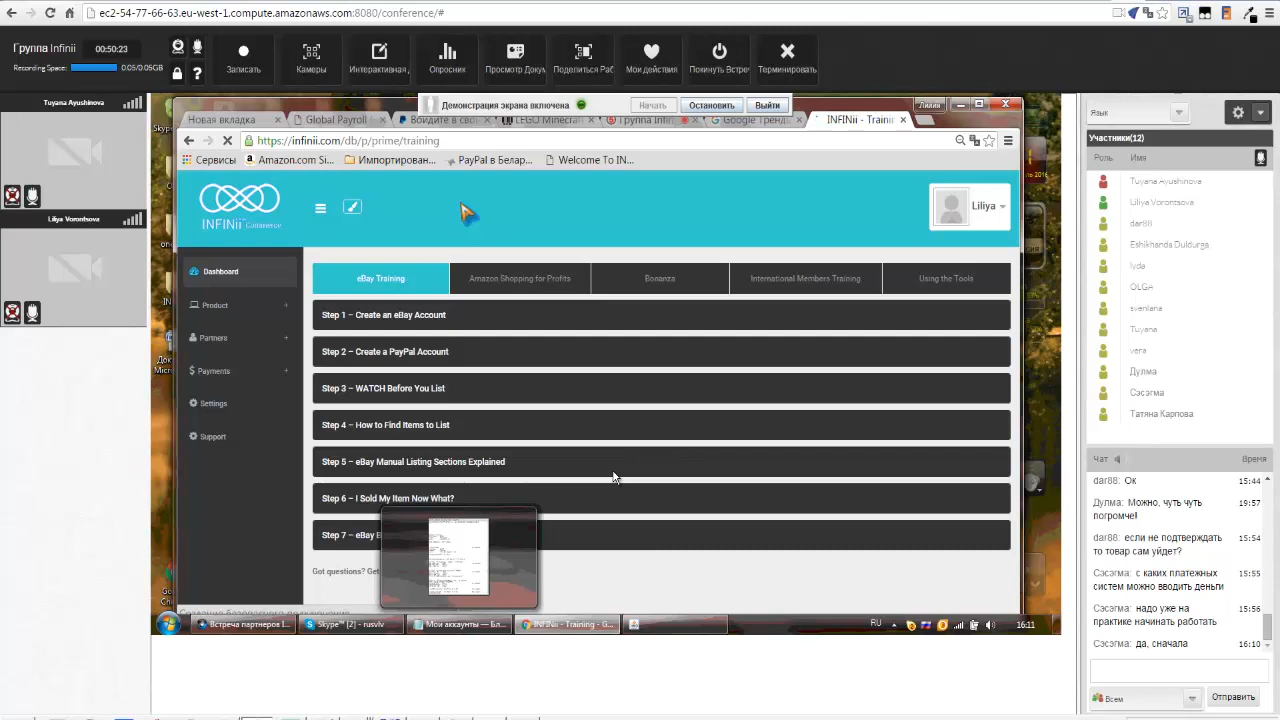 ec2-54-77-66-63.eu-west-1.compute.amazonaws.com:8080/conference/#
Группа Infinii
00:50:23
Recording Space:
0.05/0.05GB
?
Записать
Камеры
Интерактивная
Опросник
Просмотр Доку
Поделиться Раб
Мои действия
Покинуть Встре
Терминировать
Tuyana Ayushinova
Liliya Vorontsova
Демонстрация экрана включена
Начать
Остановить
Выйти
Лилия
Новая вкладка
Global Payroll
Войдите в сво
LEGO Minecraf
Группа Infinii
Google Тренд
INFINii - Trainir
https://infinii.com/db/p/prime/training
Сервисы
Amazon.com Si...
Импортирован...
PayPal в Белар...
Welcome To IN...
INFINii Commerce
Liliya
Dashboard
Product
Partners
Payments
Settings
Support
eBay Training
Amazon Shopping for Profits
Bonanza
International Members Training
Using the Tools
Step 1 – Create an eBay Account
Step 2 – Create a PayPal Account
Step 3 – WATCH Before You List
Step 4 – How to Find Items to List
Step 5 – eBay Manual Listing Sections Explained
Step 6 – I Sold My Item Now What?
Step 7 – eBay
Got questions? Get
Встреча партнеров I...
Skype™ [2] - rusvlv
Мои аккаунты — Бл...
INFINii - Training - G...
RU
16:11
Язык
Участники(12)
Роль
Имя
Tuyana Ayushinova
Liliya Vorontsova
dar88
Eshikhanda Duldurga
lyda
OLGA
svenlana
Tuyana
vera
Дулма
Сэсэгма
Татяна Карпова
Чат
Время
dar88: Ок
15:44
Дулма: Можно, чуть чуть
19:57
погромче!
dar88: если не подтверждать
15:54
то товар сам уйдет?
Сэсэгма: с каких платежных
15:55
систем можно вводить деньги
Сэсэгма: надо уже на
15:56
практике начинать работать
Сэсэгма: да, сначала
16:10
Всем
Отправить